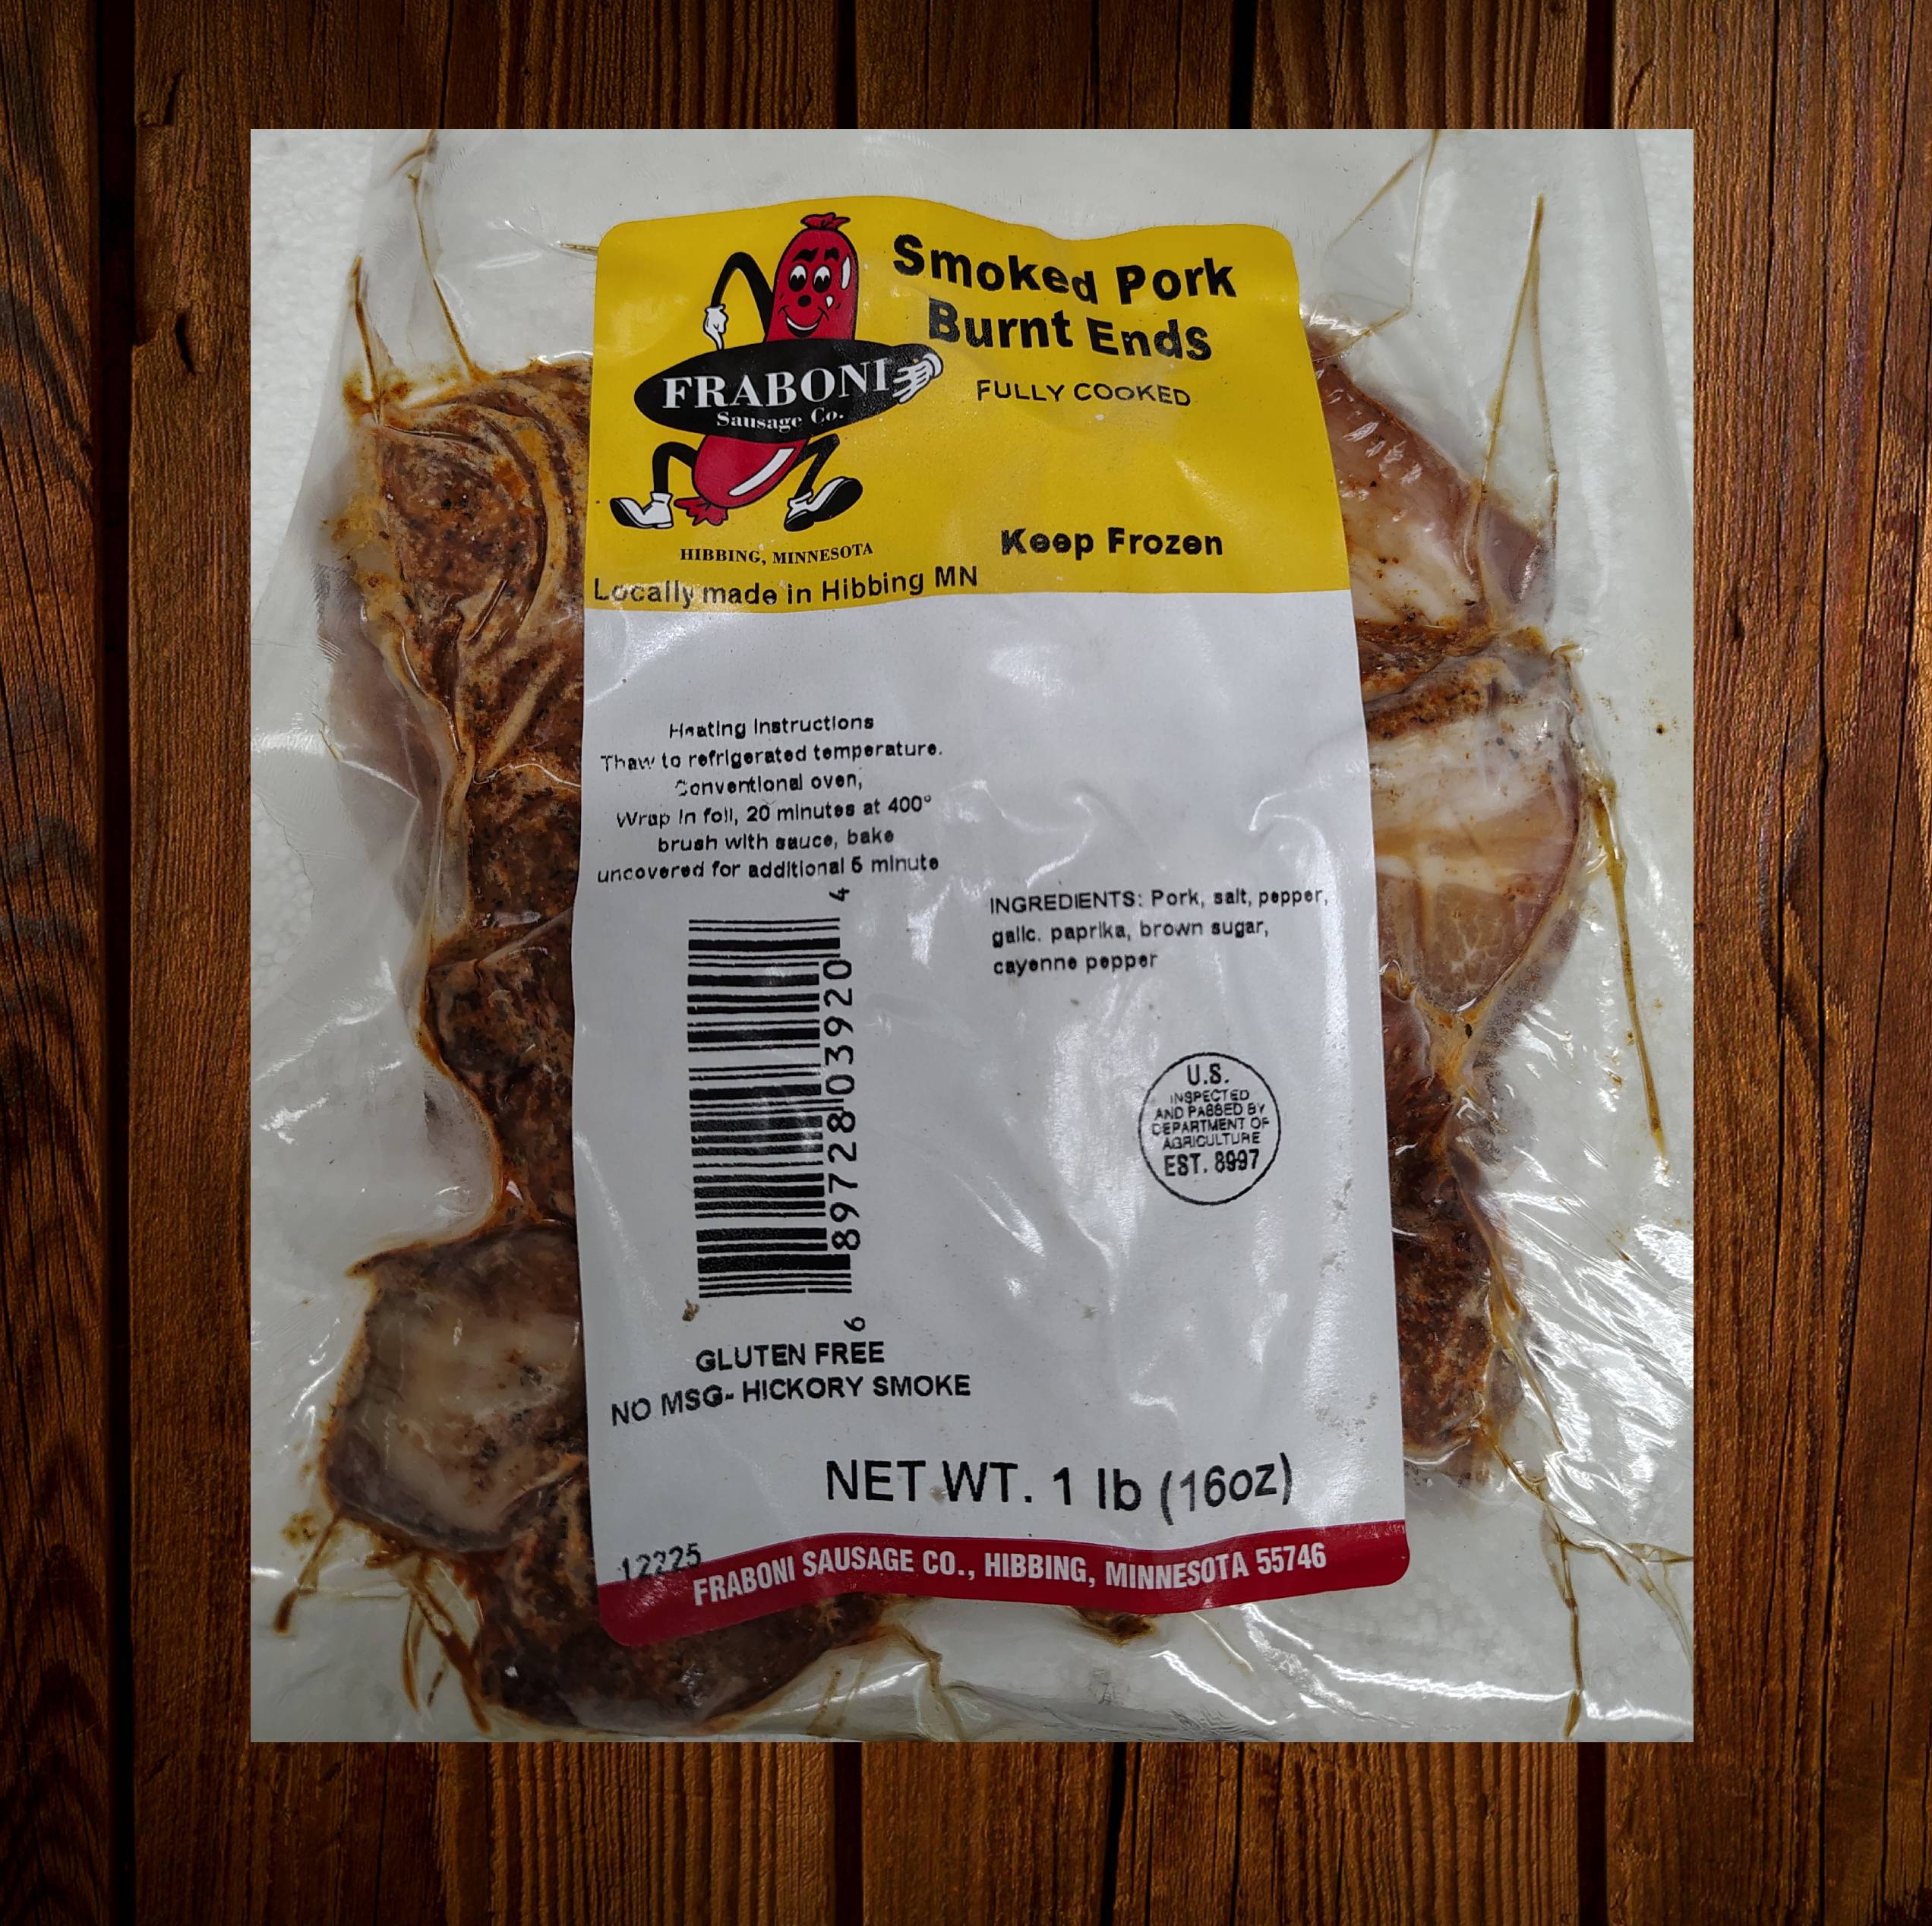 Smoked Pork
Burnt Ends
FULLY COOKED
FRABONI
Sausage Co.
HIBBING, MINNESOTA
Keep Frozen
Locally made in Hibbing MN
Heating Instructions
Thaw to refrigerated temperature.
Conventional oven,
Wrap in foil, 20 minutes at 400°
brush with sauce, bake
uncovered for additional 5 minute
INGREDIENTS: Pork, salt, pepper,
galic. paprika, brown sugar,
cayenne pepper
6 89728 03920 4
U.S.
INSPECTED
AND PASSED BY
DEPARTMENT OF
AGRICULTURE
EST. 8997
GLUTEN FREE
NO MSG- HICKORY SMOKE
NET WT. 1 lb (16oz)
12225
FRABONI SAUSAGE CO., HIBBING, MINNESOTA 55746